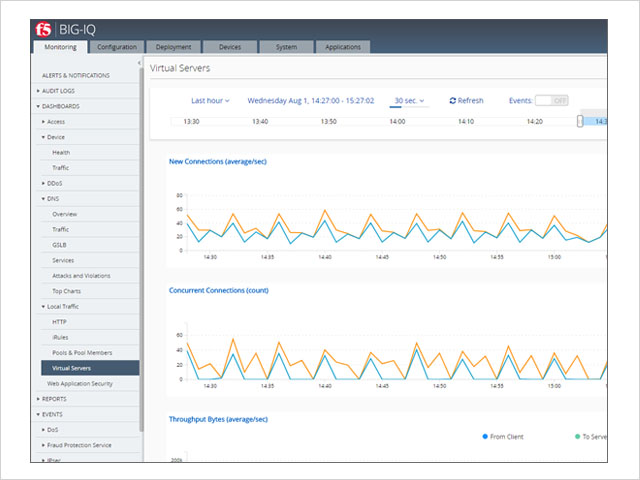 f5 BIG-IQ
Monitoring Configuration Deployment Devices System Applications
ALERTS & NOTIFICATIONS
AUDIT LOGS
DASHBOARDS
Access
Device
Health
Traffic
DDoS
DNS
Overview
Traffic
GSLB
Services
Attacks and Violations
Top Charts
Local Traffic
HTTP
iRules
Pools & Pool Members
Virtual Servers
Web Application Security
REPORTS
EVENTS
DoS
Fraud Protection Service
Virtual Servers
Last hour Wednesday Aug 1, 14:27:00 - 15:27:02 30 sec. Refresh Events: OFF
13:30 13:40 13:50 14:00 14:10 14:20 14:3
New Connections (average/sec)
80
60
40
20
0
14:30 14:35 14:40 14:45 14:50 14:55 15:00
Concurrent Connections (count)
60
40
20
0
14:30 14:35 14:40 14:45 14:50 14:55 15:00
Throughput Bytes (average/sec)
From Client To Serve
200k